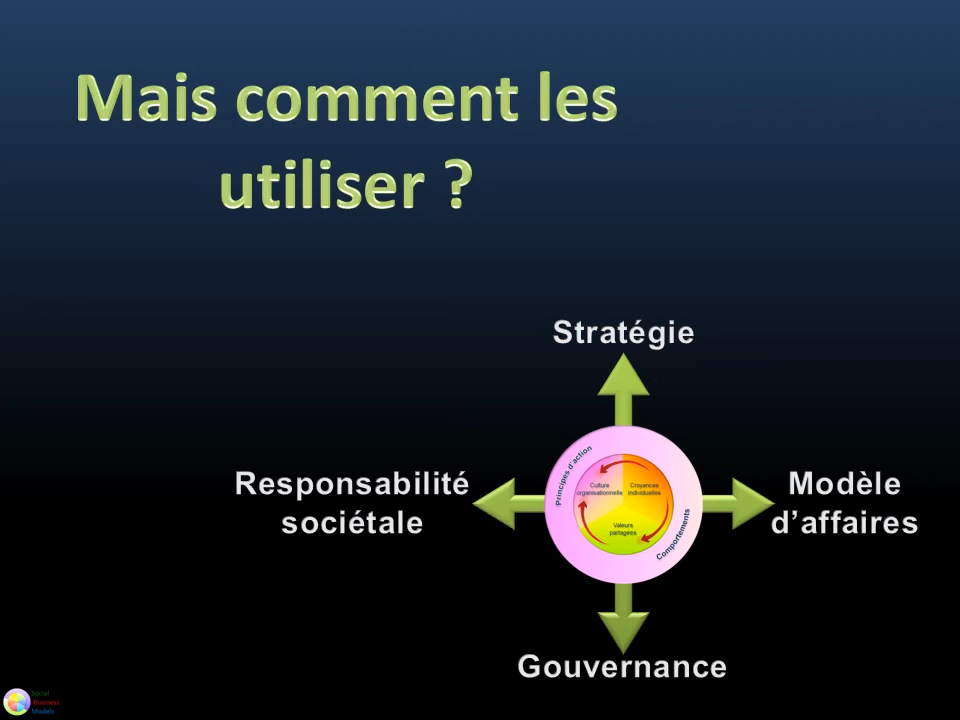 Mais comment les
utiliser ?
Stratégie
Responsabilité
sociétale
Principes d'action
Culture
organisationnelle
Croyances
individuelles
Valeurs
partagées
Comportements
Modèle
d’affaires
Gouvernance
Social
Business
Models